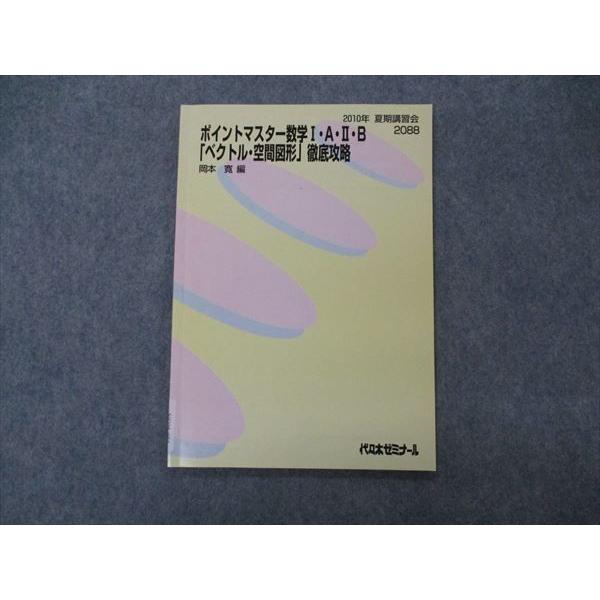 2010年 夏期講習会
2088
ポイントマスター数学Ⅰ・A・Ⅱ・B
「ベクトル・空間図形」徹底攻略
岡本 寛 編
代々木ゼミナール